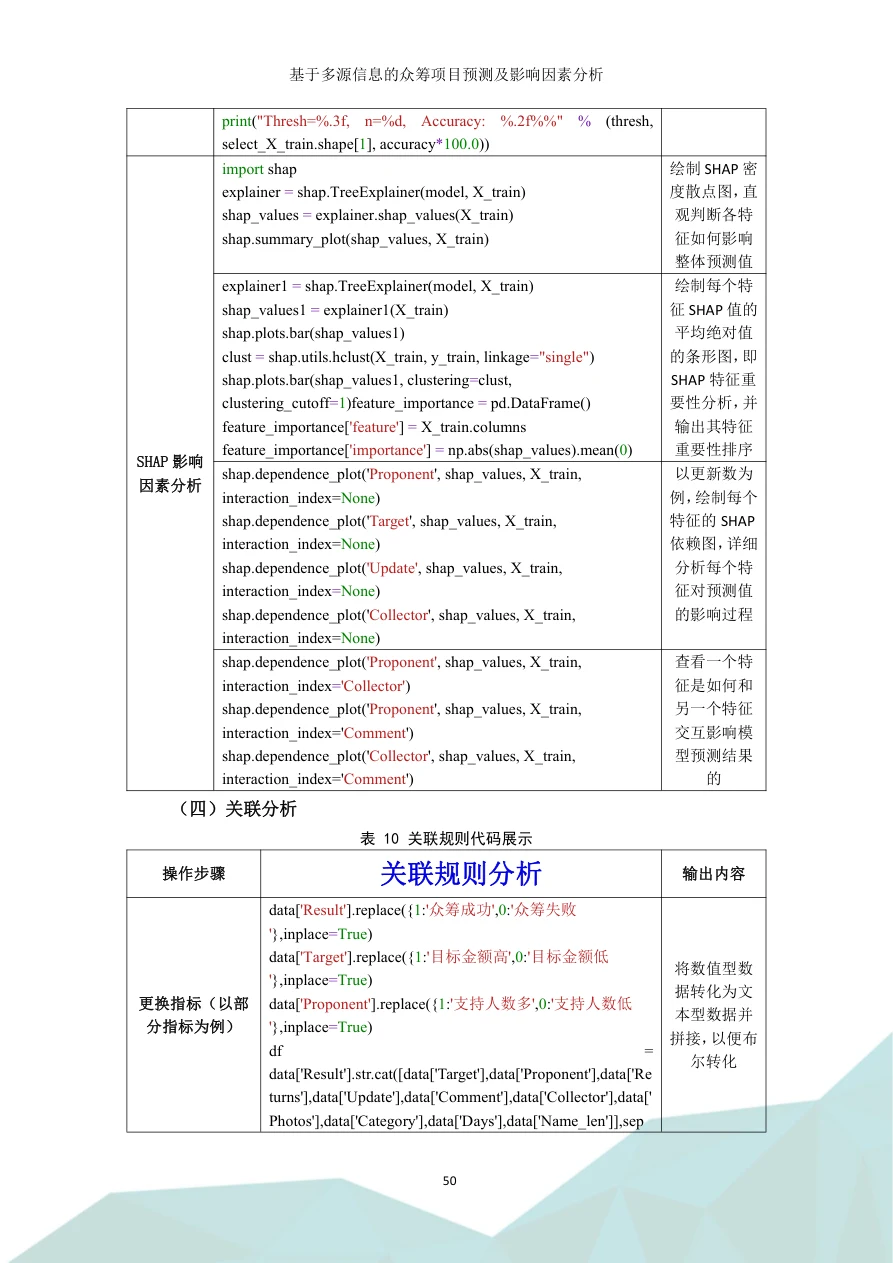 基于多源信息的众筹项目预测及影响因素分析
print("Thresh=%.3f, n=%d, Accuracy: %.2f%%" % (thresh,
select_X_train.shape[1], accuracy*100.0))
SHAP 影响
因素分析
import shap
explainer = shap.TreeExplainer(model, X_train)
shap_values = explainer.shap_values(X_train)
shap.summary_plot(shap_values, X_train)
绘制 SHAP 密
度散点图，直
观判断各特
征如何影响
整体预测值
explainer1 = shap.TreeExplainer(model, X_train)
shap_values1 = explainer1(X_train)
shap.plots.bar(shap_values1)
clust = shap.utils.hclust(X_train, y_train, linkage="single")
shap.plots.bar(shap_values1, clustering=clust,
clustering_cutoff=1)feature_importance = pd.DataFrame()
feature_importance['feature'] = X_train.columns
feature_importance['importance'] = np.abs(shap_values).mean(0)
绘制每个特
征 SHAP 值的
平均绝对值
的条形图，即
SHAP 特征重
要性分析，并
输出其特征
重要性排序
shap.dependence_plot('Proponent', shap_values, X_train,
interaction_index=None)
shap.dependence_plot('Target', shap_values, X_train,
interaction_index=None)
shap.dependence_plot('Update', shap_values, X_train,
interaction_index=None)
shap.dependence_plot('Collector', shap_values, X_train,
interaction_index=None)
以更新数为
例，绘制每个
特征的 SHAP
依赖图，详细
分析每个特
征对预测值
的影响过程
shap.dependence_plot('Proponent', shap_values, X_train,
interaction_index='Collector')
shap.dependence_plot('Proponent', shap_values, X_train,
interaction_index='Comment')
shap.dependence_plot('Collector', shap_values, X_train,
interaction_index='Comment')
查看一个特
征是如何和
另一个特征
交互影响模
型预测结果
的
（四）关联分析
表 10 关联规则代码展示
操作步骤
关联规则分析
输出内容
更换指标（以部
分指标为例）
data['Result'].replace({1:'众筹成功',0:'众筹失败
'},inplace=True)
data['Target'].replace({1:'目标金额高',0:'目标金额低
'},inplace=True)
data['Proponent'].replace({1:'支持人数多',0:'支持人数低
'},inplace=True)
df =
data['Result'].str.cat([data['Target'],data['Proponent'],data['Re
turns'],data['Update'],data['Comment'],data['Collector'],data['
Photos'],data['Category'],data['Days'],data['Name_len']],sep
将数值型数
据转化为文
本型数据并
拼接，以便布
尔转化
50